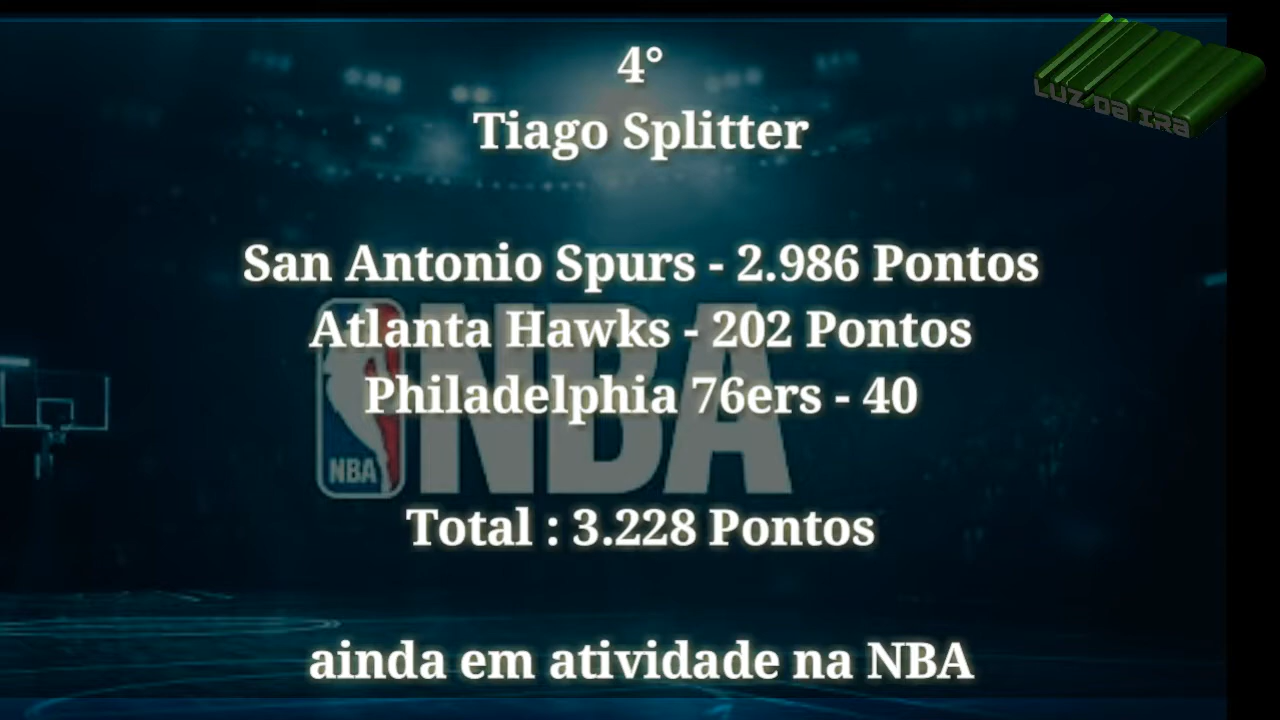 4°
Tiago Splitter
San Antonio Spurs - 2.986 Pontos
Atlanta Hawks - 202 Pontos
Philadelphia 76ers - 40
Total : 3.228 Pontos
ainda em atividade na NBA
LUZ DA IRA
NBA
NBA